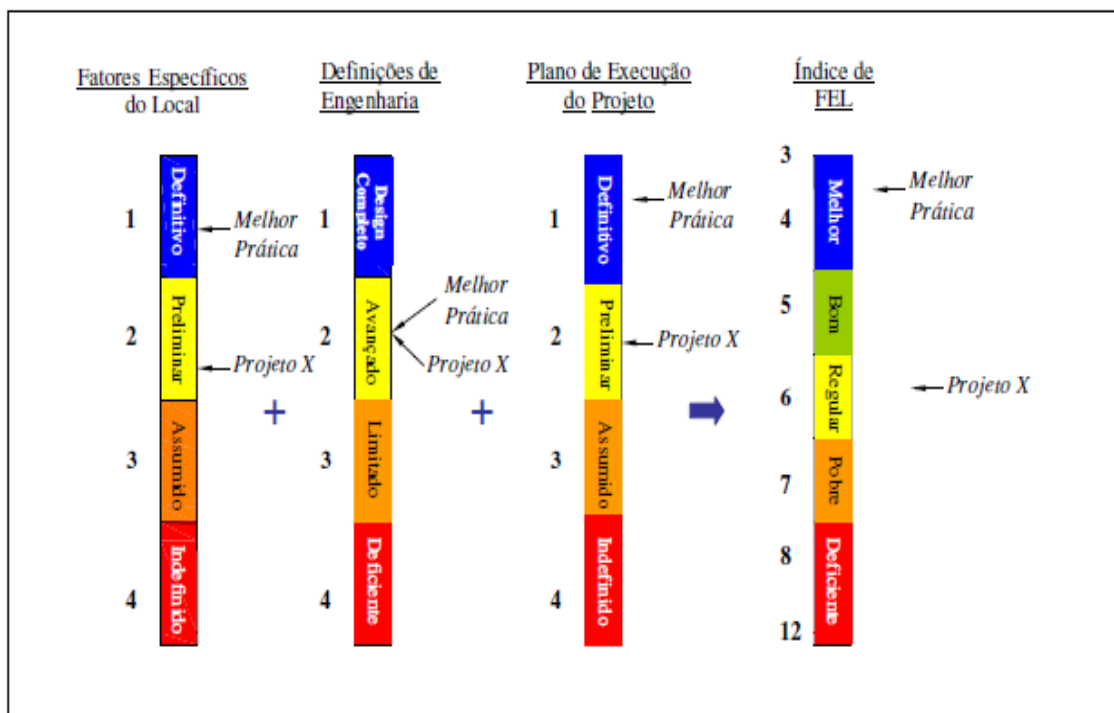 Fatores Específicos
do Local
1
2
3
4
Definitivo
Preliminar
Assumido
Indefinido
Melhor
Prática
Projeto X
+
Definições de
Engenharia
1
2
3
4
Design
Completo
Avançado
Limitado
Deficiente
Melhor
Prática
Projeto X
+
Plano de Execução
do Projeto
1
2
3
4
Definitivo
Preliminar
Assumido
Indefinido
Melhor
Prática
Projeto X
Índice de
FEL
3
4
5
6
7
8
12
Melhor
Bom
Regular
Pobre
Deficiente
Melhor
Prática
Projeto X